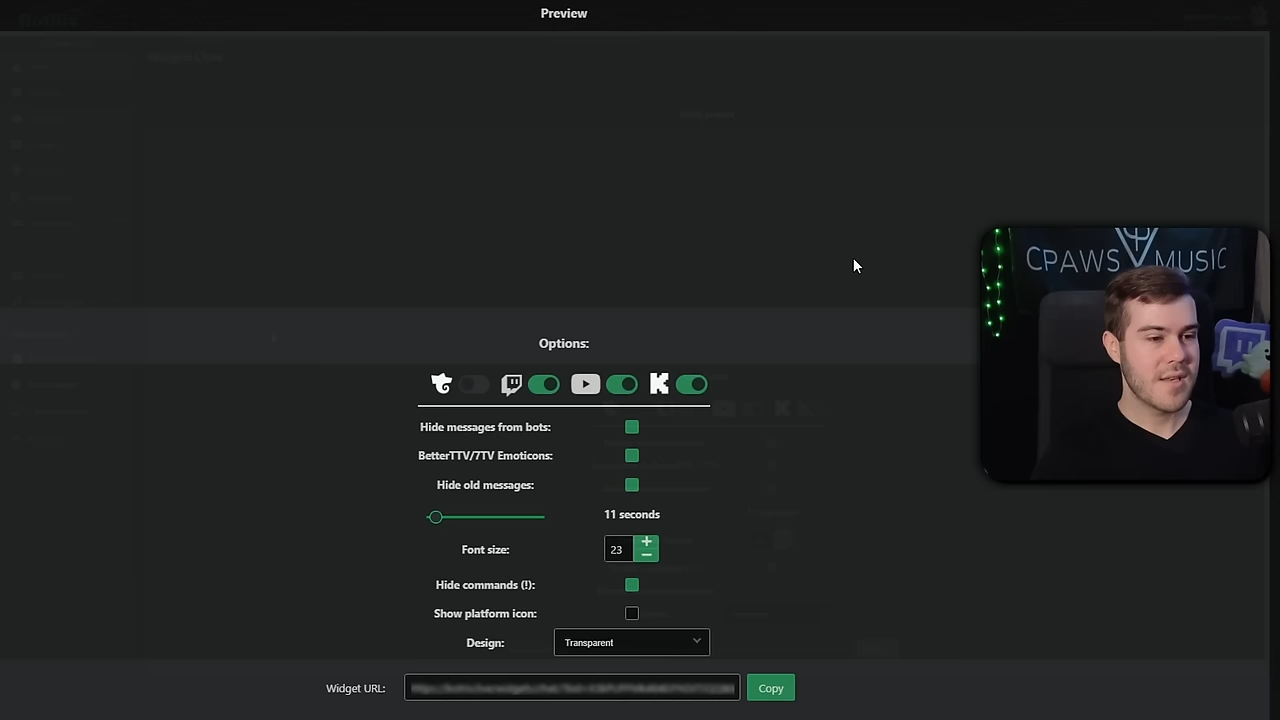 Preview
CPAWS MUSIC
Options:
Hide messages from bots:
BetterTTV/7TV Emoticons:
Hide old messages:
11 seconds
Font size: 23 + −
Hide commands (!):
Show platform icon:
Design: Transparent
Widget URL: Copy